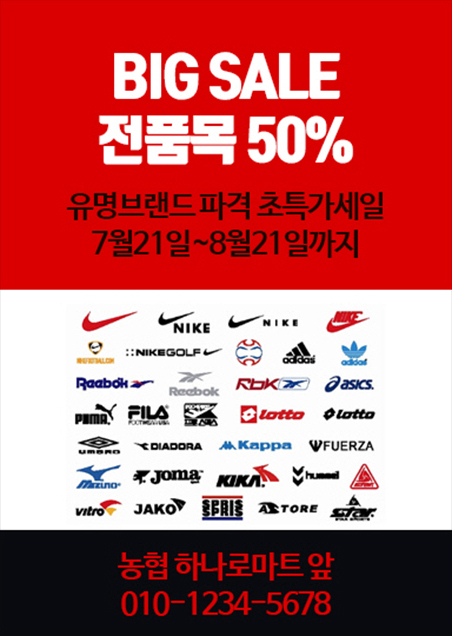 BIG SALE
전품목 50%
유명브랜드 파격 초특가세일
7월21일~8월21일까지
NIKE NIKE NIKE
NIKEFOOTBALL.COM NIKEGOLF adidas adidas
Reebok Reebok RbK asics
PUMA FILA lotto lotto
UMBRO DIADORA Kappa FUERZA
MIZUNO Joma KIKA hummel
vitro JAKO SPRIS ASTORE STAR
농협 하나로마트 앞
010-1234-5678